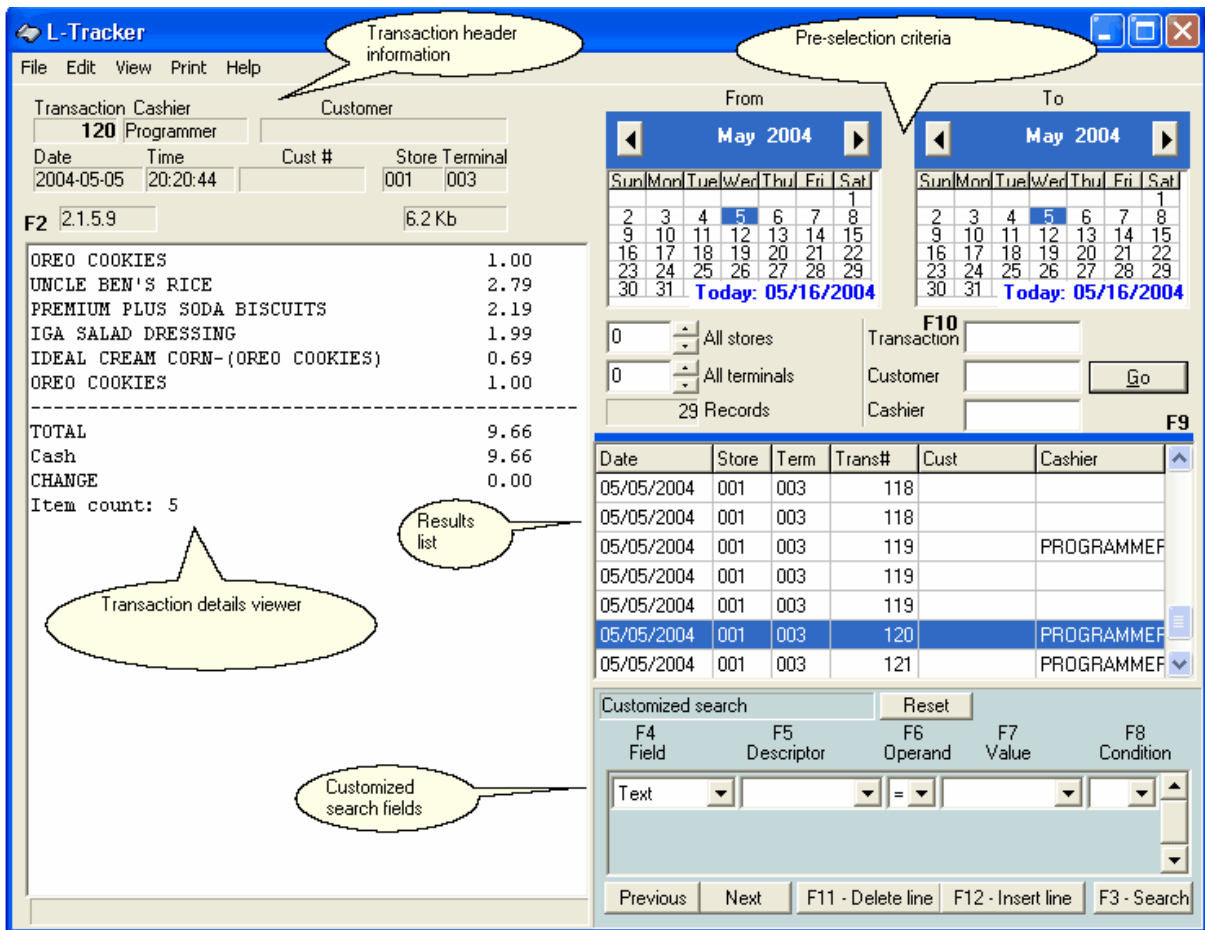 L-Tracker
Transaction header
information
Pre-selection criteria
File Edit View Print Help
Transaction Cashier Customer
120 Programmer
Date Time Cust # Store Terminal
2004-05-05 20:20:44 001 003
F2 2.1.5.9 6.2 Kb
OREO COOKIES 1.00
UNCLE BEN'S RICE 2.79
PREMIUM PLUS SODA BISCUITS 2.19
IGA SALAD DRESSING 1.99
IDEAL CREAM CORN-(OREO COOKIES) 0.69
OREO COOKIES 1.00
------------------------------------------------
TOTAL 9.66
Cash 9.66
CHANGE 0.00
Item count: 5
Transaction details viewer
Results
list
Customized
search fields
From To
May 2004 May 2004
Sun Mon Tue Wed Thu Fri Sat Sun Mon Tue Wed Thu Fri Sat
1 1
2 3 4 5 6 7 8 2 3 4 5 6 7 8
9 10 11 12 13 14 15 9 10 11 12 13 14 15
16 17 18 19 20 21 22 16 17 18 19 20 21 22
23 24 25 26 27 28 29 23 24 25 26 27 28 29
30 31 Today: 05/16/2004 30 31 Today: 05/16/2004
F10
0 All stores Transaction
0 All terminals Customer Go
29 Records Cashier
F9
Date Store Term Trans# Cust Cashier
05/05/2004 001 003 118
05/05/2004 001 003 118
05/05/2004 001 003 119 PROGRAMMER
05/05/2004 001 003 119
05/05/2004 001 003 119
05/05/2004 001 003 120 PROGRAMMER
05/05/2004 001 003 121 PROGRAMMER
Customized search Reset
F4 F5 F6 F7 F8
Field Descriptor Operand Value Condition
Text =
Previous Next F11 - Delete line F12 - Insert line F3 - Search